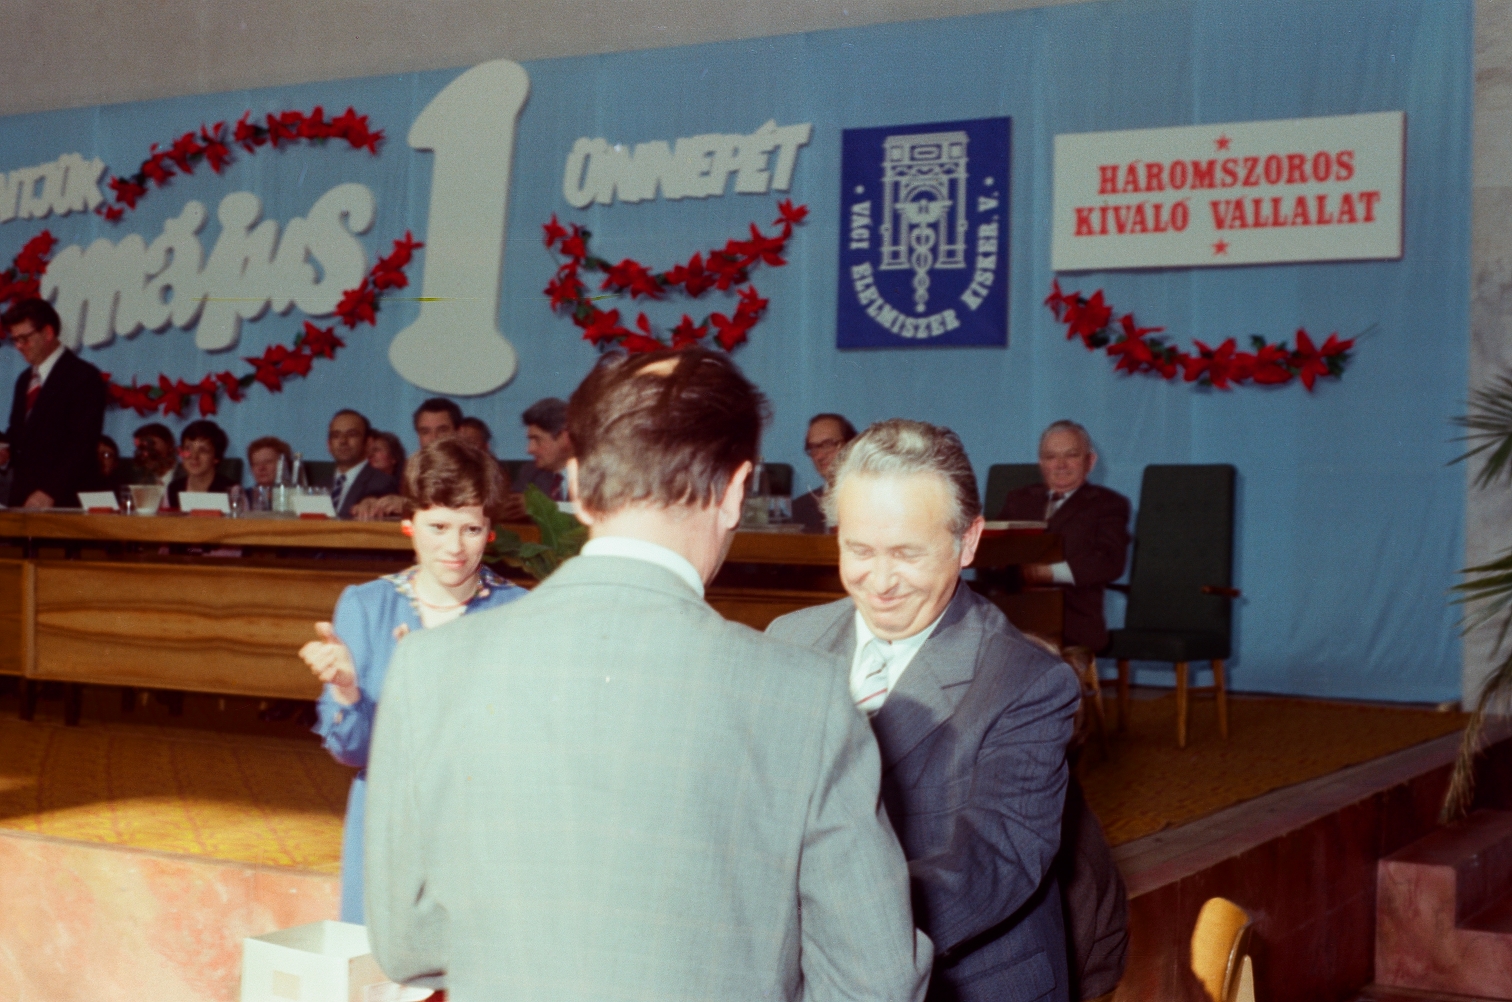 május 1 ÜNNEPÉT
VÁCI ÉLELMISZER KISKER. V.
HÁROMSZOROS
KIVÁLÓ VÁLLALAT